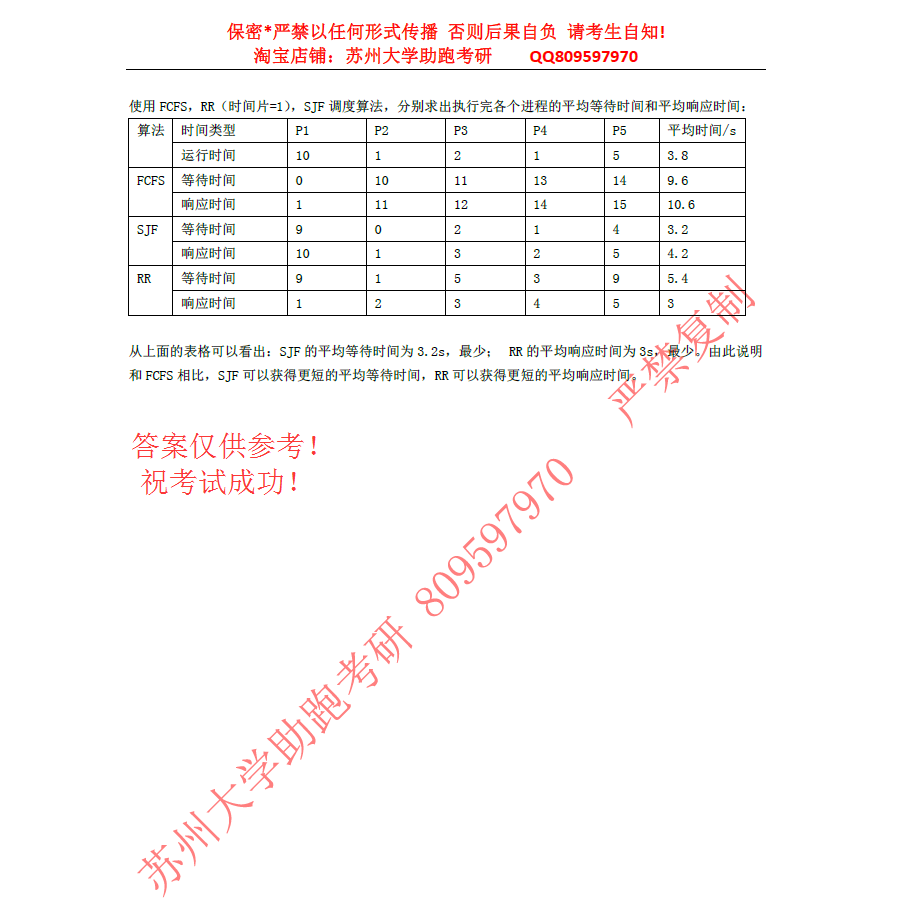 保密*严禁以任何形式传播 否则后果自负 请考生自知!
淘宝店铺：苏州大学助跑考研 QQ809597970
使用FCFS，RR（时间片=1），SJF 调度算法，分别求出执行完各个进程的平均等待时间和平均响应时间：
算法 时间类型 P1 P2 P3 P4 P5 平均时间/s
运行时间 10 1 2 1 5 3.8
FCFS 等待时间 0 10 11 13 14 9.6
响应时间 1 11 12 14 15 10.6
SJF 等待时间 9 0 2 1 4 3.2
响应时间 10 1 3 2 5 4.2
RR 等待时间 9 1 5 3 9 5.4
响应时间 1 2 3 4 5 3
从上面的表格可以看出：SJF 的平均等待时间为 3.2s，最少； RR 的平均响应时间为 3s，最少。由此说明
和 FCFS 相比，SJF 可以获得更短的平均等待时间，RR 可以获得更短的平均响应时间。
答案仅供参考！
祝考试成功！
苏州大学助跑考研 809597970 严禁复制